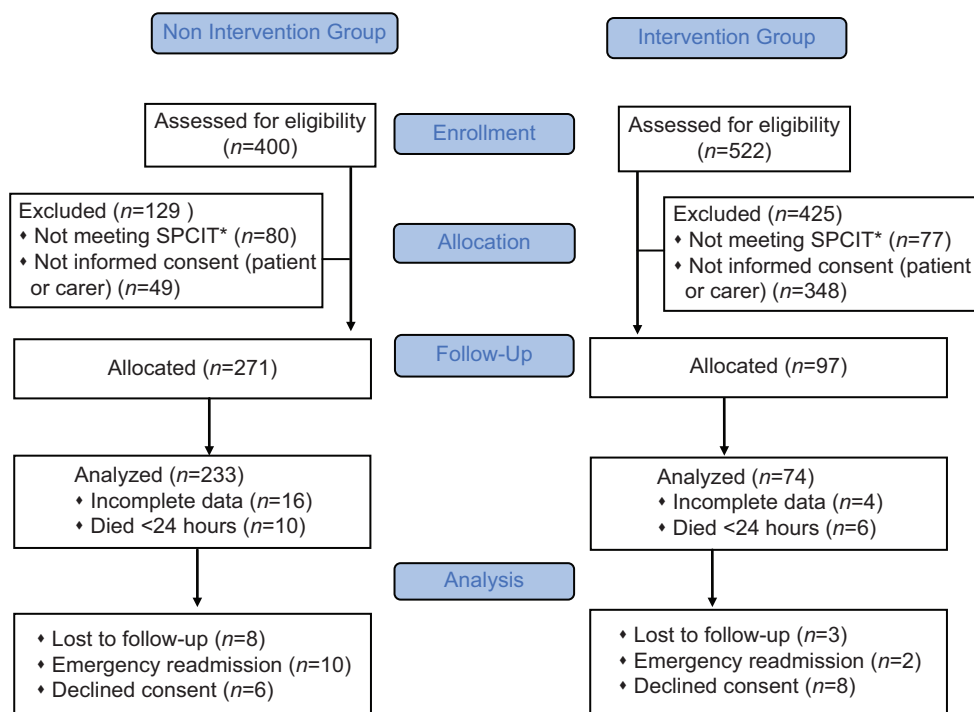 Non Intervention Group
Intervention Group
Assessed for eligibility
(n=400)
Enrollment
Assessed for eligibility
(n=522)
Excluded (n=129 )
♦ Not meeting SPCIT* (n=80)
♦ Not informed consent (patient
or carer) (n=49)
Allocation
Excluded (n=425)
♦ Not meeting SPCIT* (n=77)
♦ Not informed consent (patient
or carer) (n=348)
Allocated (n=271)
Follow-Up
Allocated (n=97)
Analyzed (n=233)
♦ Incomplete data (n=16)
♦ Died <24 hours (n=10)
Analyzed (n=74)
♦ Incomplete data (n=4)
♦ Died <24 hours (n=6)
Analysis
♦ Lost to follow-up (n=8)
♦ Emergency readmission (n=10)
♦ Declined consent (n=6)
♦ Lost to follow-up (n=3)
♦ Emergency readmission (n=2)
♦ Declined consent (n=8)